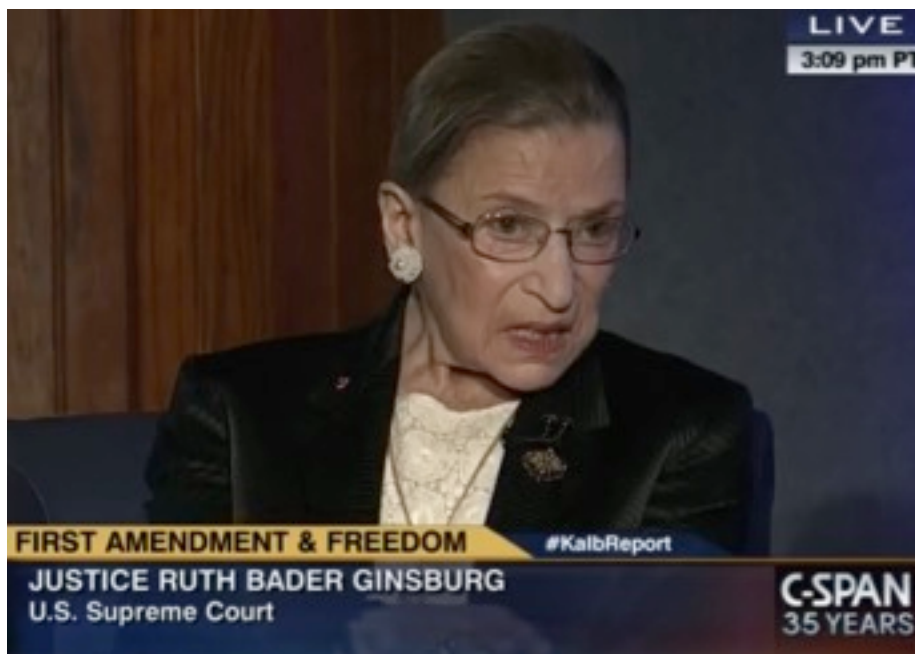 LIVE
3:09 pm PT
FIRST AMENDMENT & FREEDOM
#KalbReport
JUSTICE RUTH BADER GINSBURG
U.S. Supreme Court
C-SPAN
35 YEARS